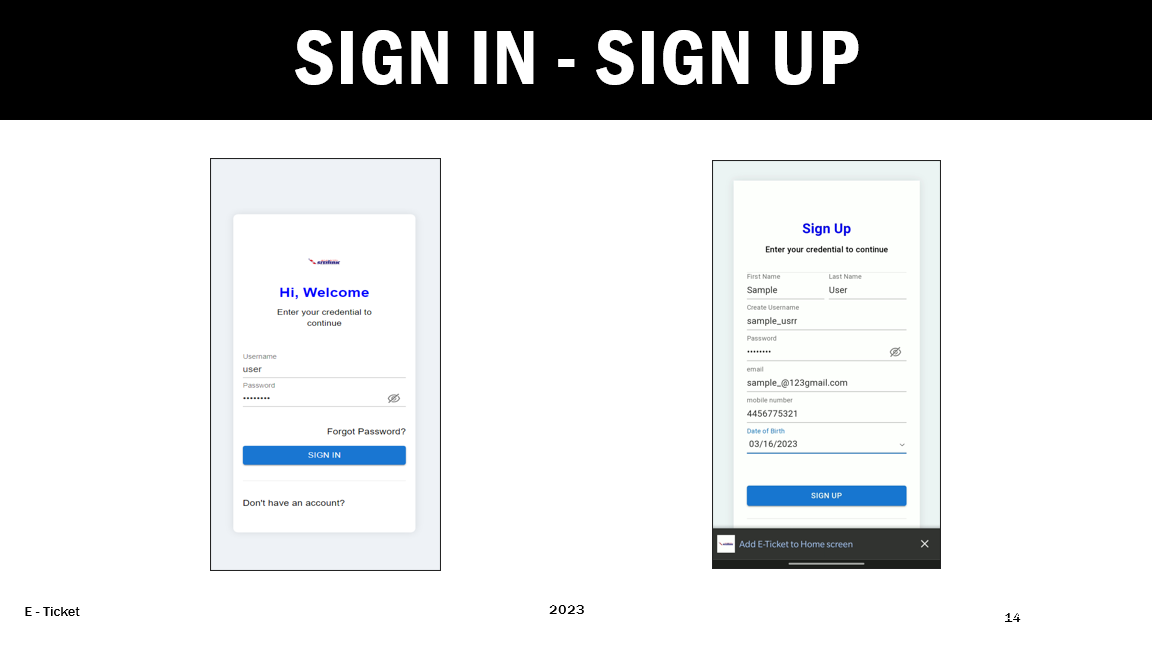 SIGN IN - SIGN UP
Hi, Welcome
Enter your credential to
continue
Username
user
Password
••••••••
Forgot Password?
SIGN IN
Don't have an account?
Sign Up
Enter your credential to continue
First Name Last Name
Sample User
Create Username
sample_usrr
Password
••••••••
email
sample_@123gmail.com
mobile number
4456775321
Date of Birth
03/16/2023
SIGN UP
Add E-Ticket to Home screen
E - Ticket
2023
14